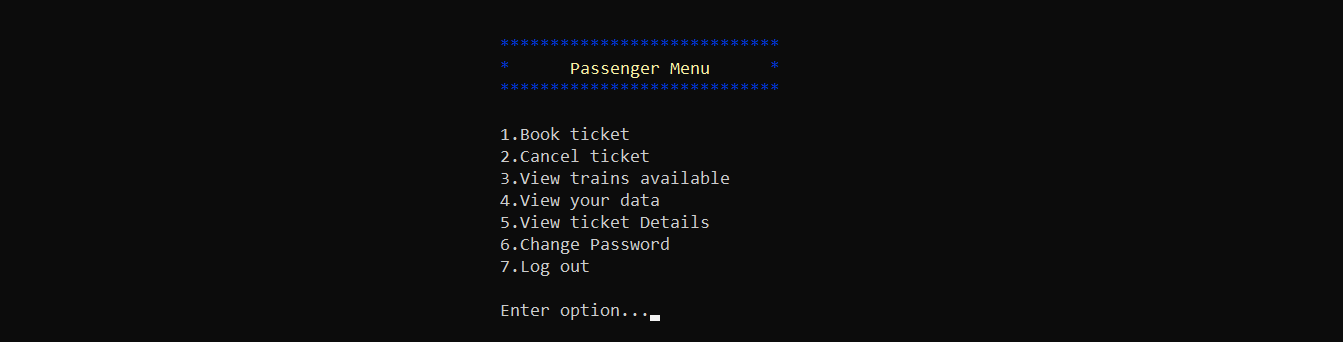 ****************************
* Passenger Menu *
****************************
1.Book ticket
2.Cancel ticket
3.View trains available
4.View your data
5.View ticket Details
6.Change Password
7.Log out
Enter option...